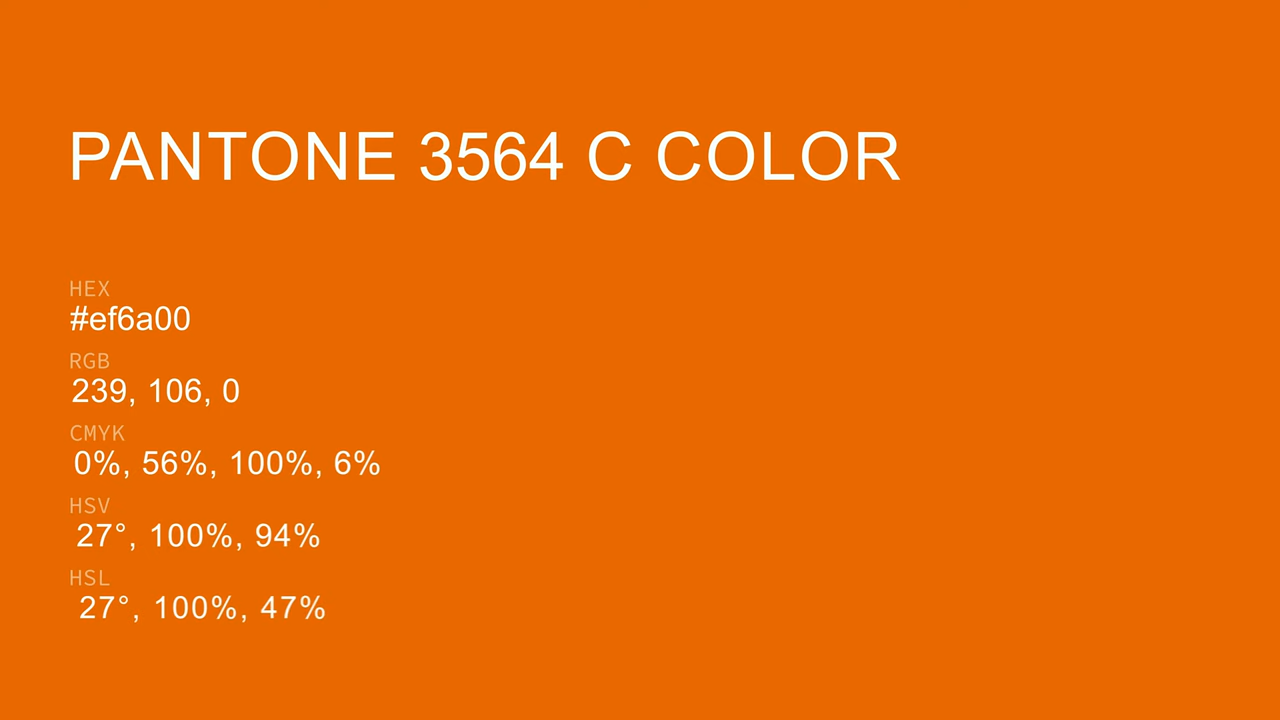 PANTONE 3564 C COLOR
HEX
#ef6a00
RGB
239, 106, 0
CMYK
0%, 56%, 100%, 6%
HSV
27°, 100%, 94%
HSL
27°, 100%, 47%